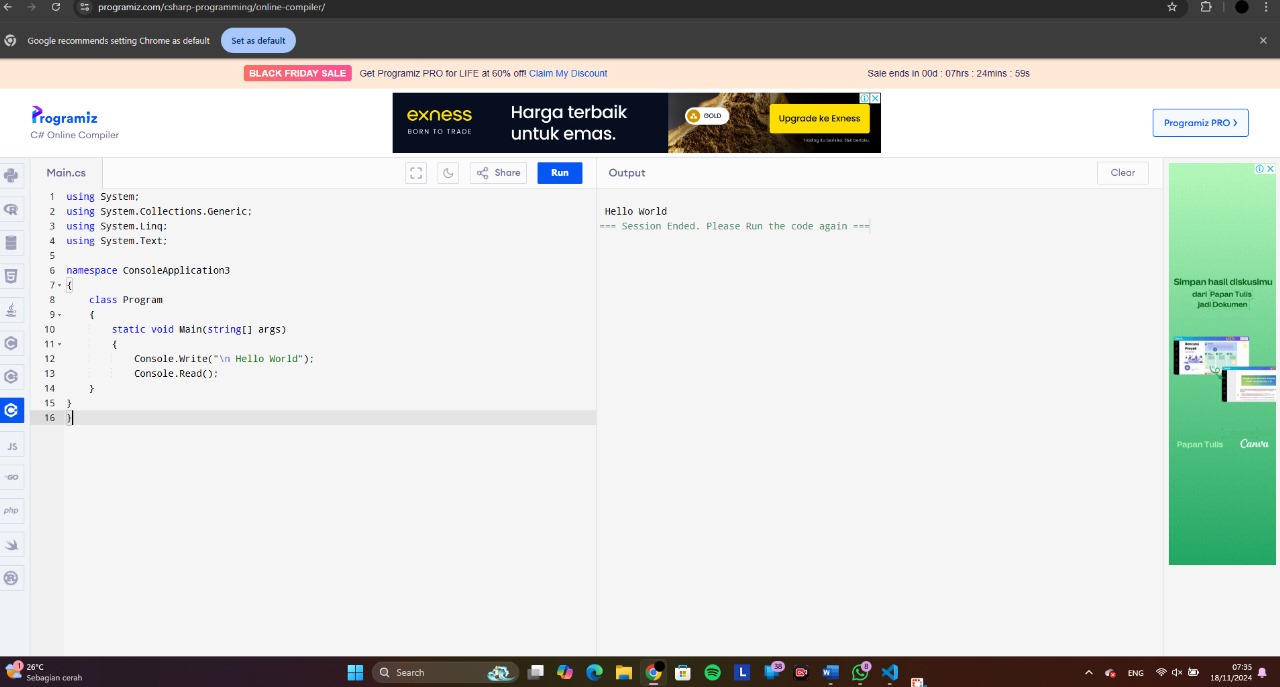 programiz.com/csharp-programming/online-compiler/
Google recommends setting Chrome as default
Set as default
BLACK FRIDAY SALE Get Programiz PRO for LIFE at 60% off! Claim My Discount
Sale ends in 00d : 07hrs : 24mins : 59s
Programiz
C# Online Compiler
exness
BORN TO TRADE
Harga terbaik
untuk emas.
GOLD
Upgrade ke Exness
Programiz PRO
Main.cs
Share
Run
Output
Clear
1 using System;
2 using System.Collections.Generic;
3 using System.Linq;
4 using System.Text;
5
6 namespace ConsoleApplication3
7 {
8 class Program
9 {
10 static void Main(string[] args)
11 {
12 Console.Write("\n Hello World");
13 Console.Read();
14 }
15 }
16 }
Hello World
=== Session Ended. Please Run the code again ===
JS
GO
php
Simpan hasil diskusimu
dari Papan Tulis
jadi Dokumen
Papan Tulis
Canva
1
26°C
Sebagian cerah
Search
L
38
8
ENG
07:35
18/11/2024